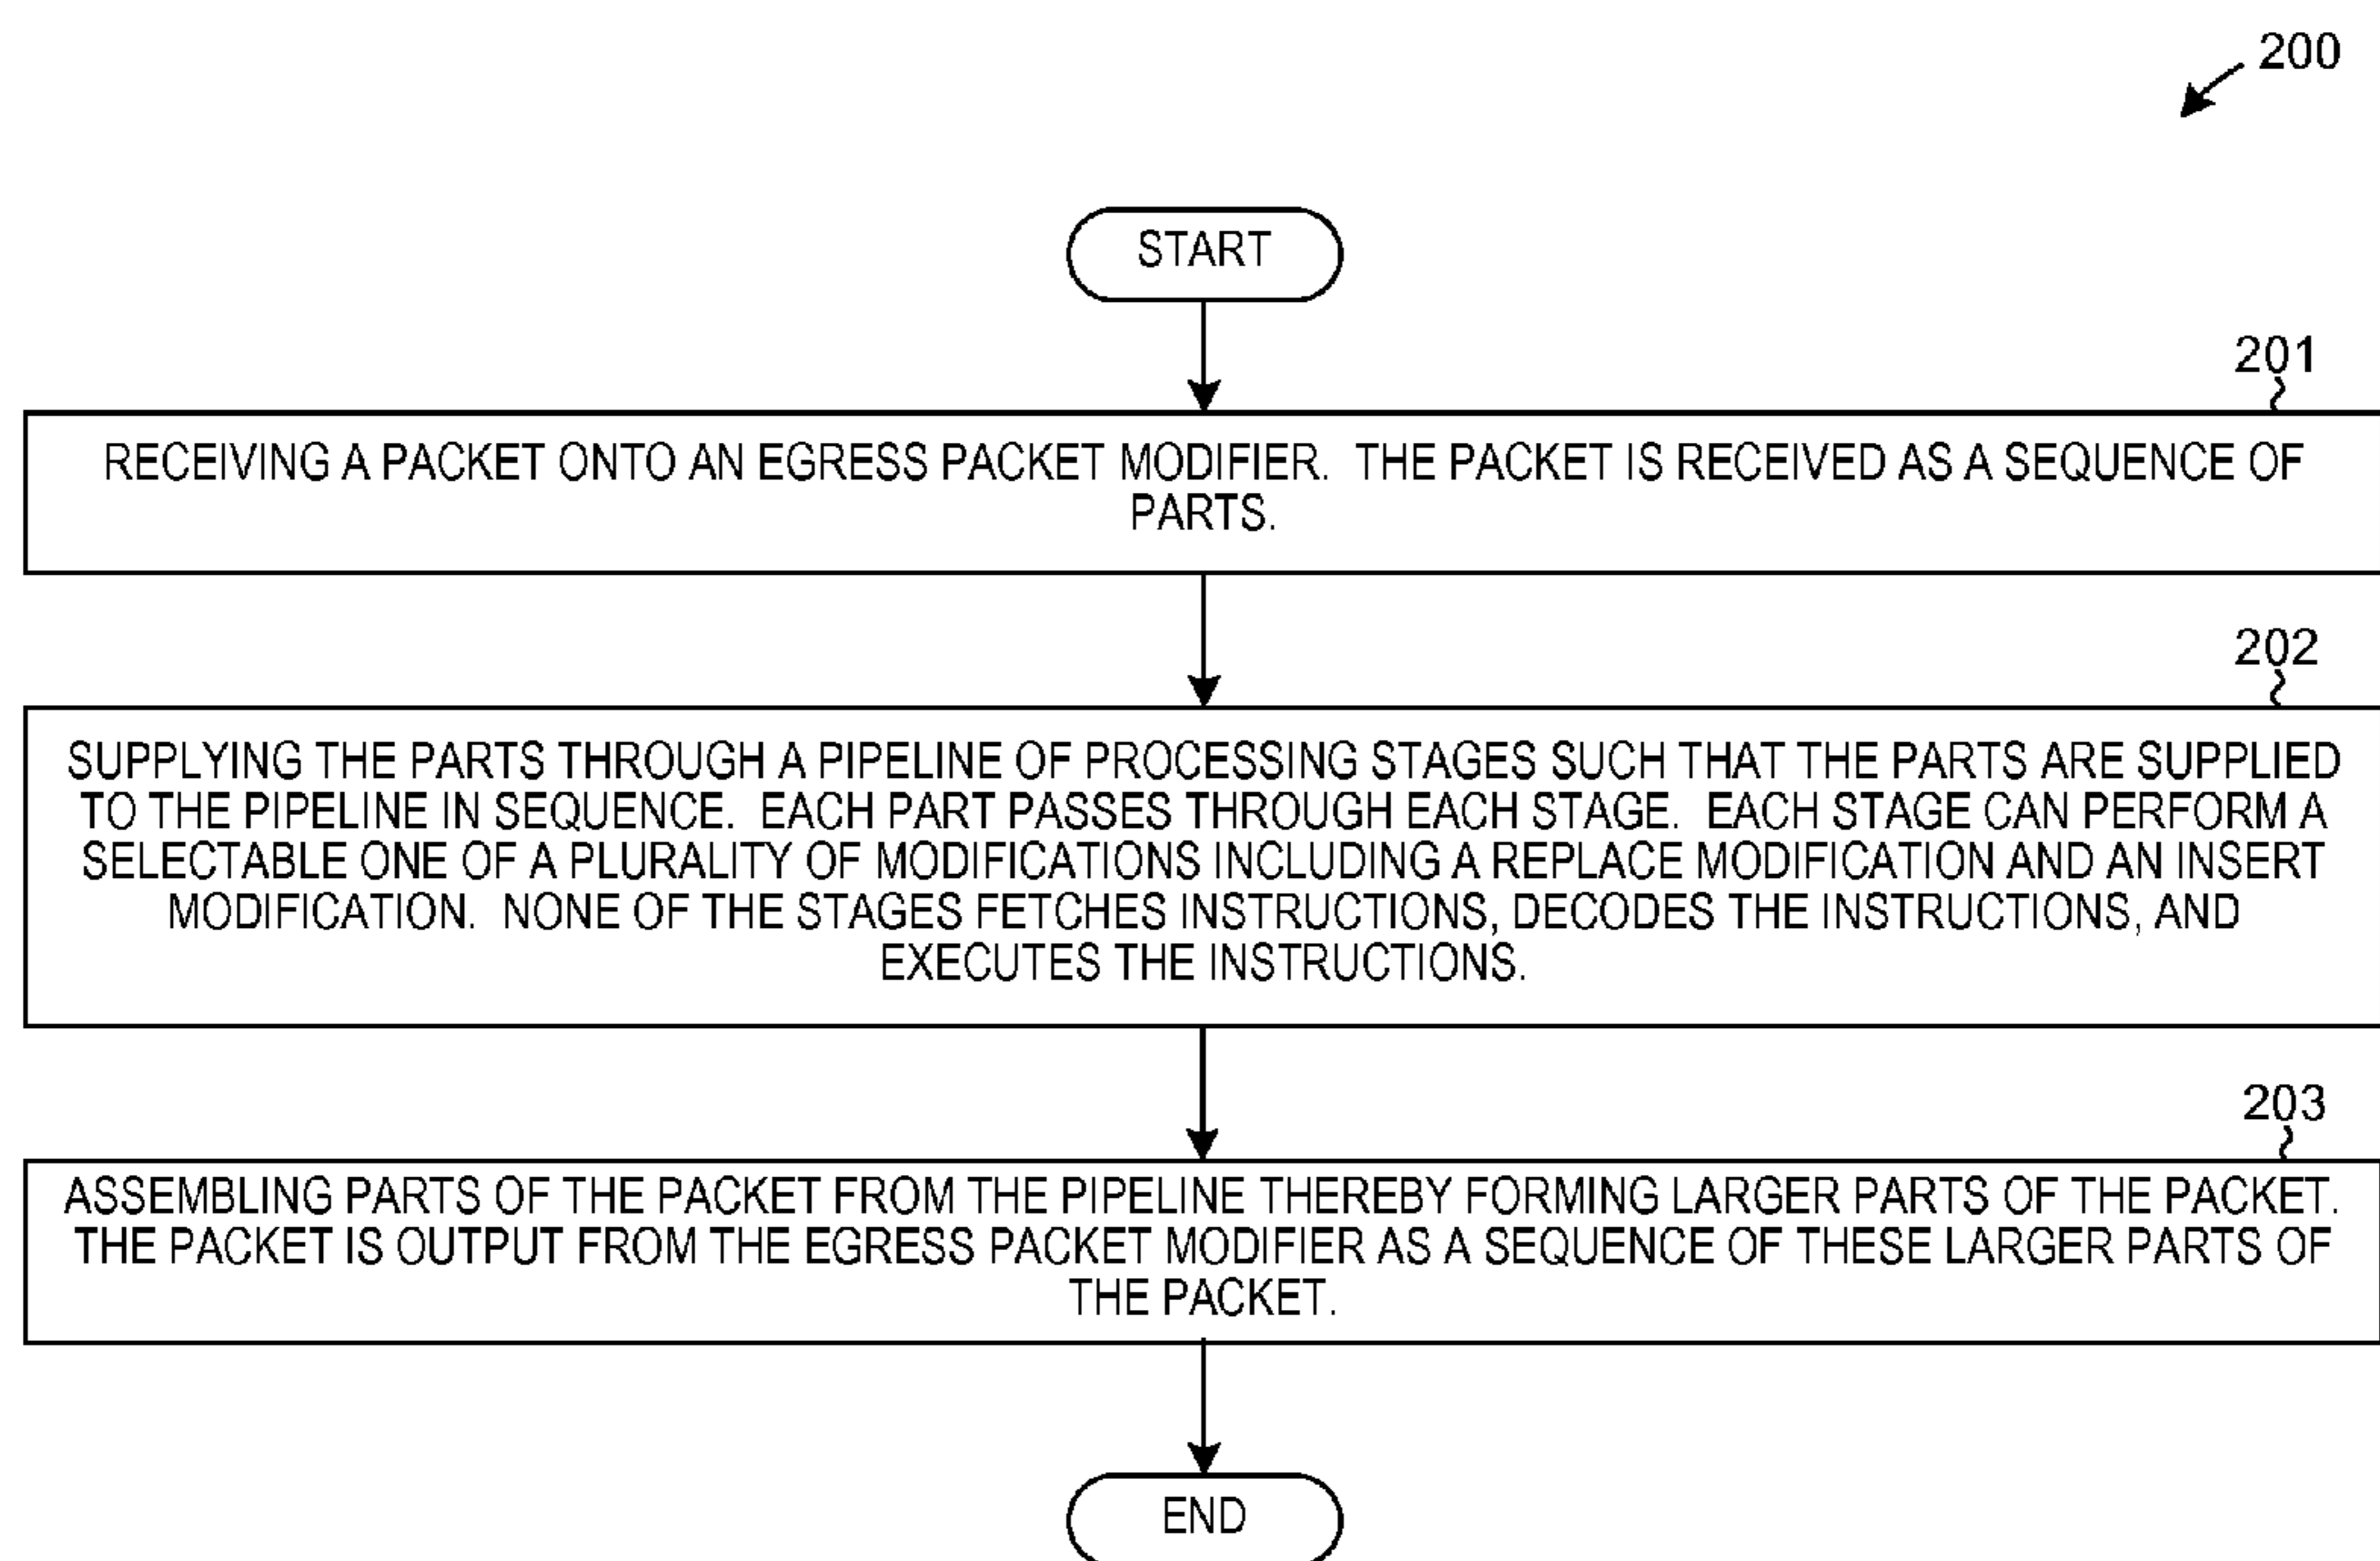 200
START
201
RECEIVING A PACKET ONTO AN EGRESS PACKET MODIFIER. THE PACKET IS RECEIVED AS A SEQUENCE OF
PARTS.
202
SUPPLYING THE PARTS THROUGH A PIPELINE OF PROCESSING STAGES SUCH THAT THE PARTS ARE SUPPLIED
TO THE PIPELINE IN SEQUENCE. EACH PART PASSES THROUGH EACH STAGE. EACH STAGE CAN PERFORM A
SELECTABLE ONE OF A PLURALITY OF MODIFICATIONS INCLUDING A REPLACE MODIFICATION AND AN INSERT
MODIFICATION. NONE OF THE STAGES FETCHES INSTRUCTIONS, DECODES THE INSTRUCTIONS, AND
EXECUTES THE INSTRUCTIONS.
203
ASSEMBLING PARTS OF THE PACKET FROM THE PIPELINE THEREBY FORMING LARGER PARTS OF THE PACKET.
THE PACKET IS OUTPUT FROM THE EGRESS PACKET MODIFIER AS A SEQUENCE OF THESE LARGER PARTS OF
THE PACKET.
END